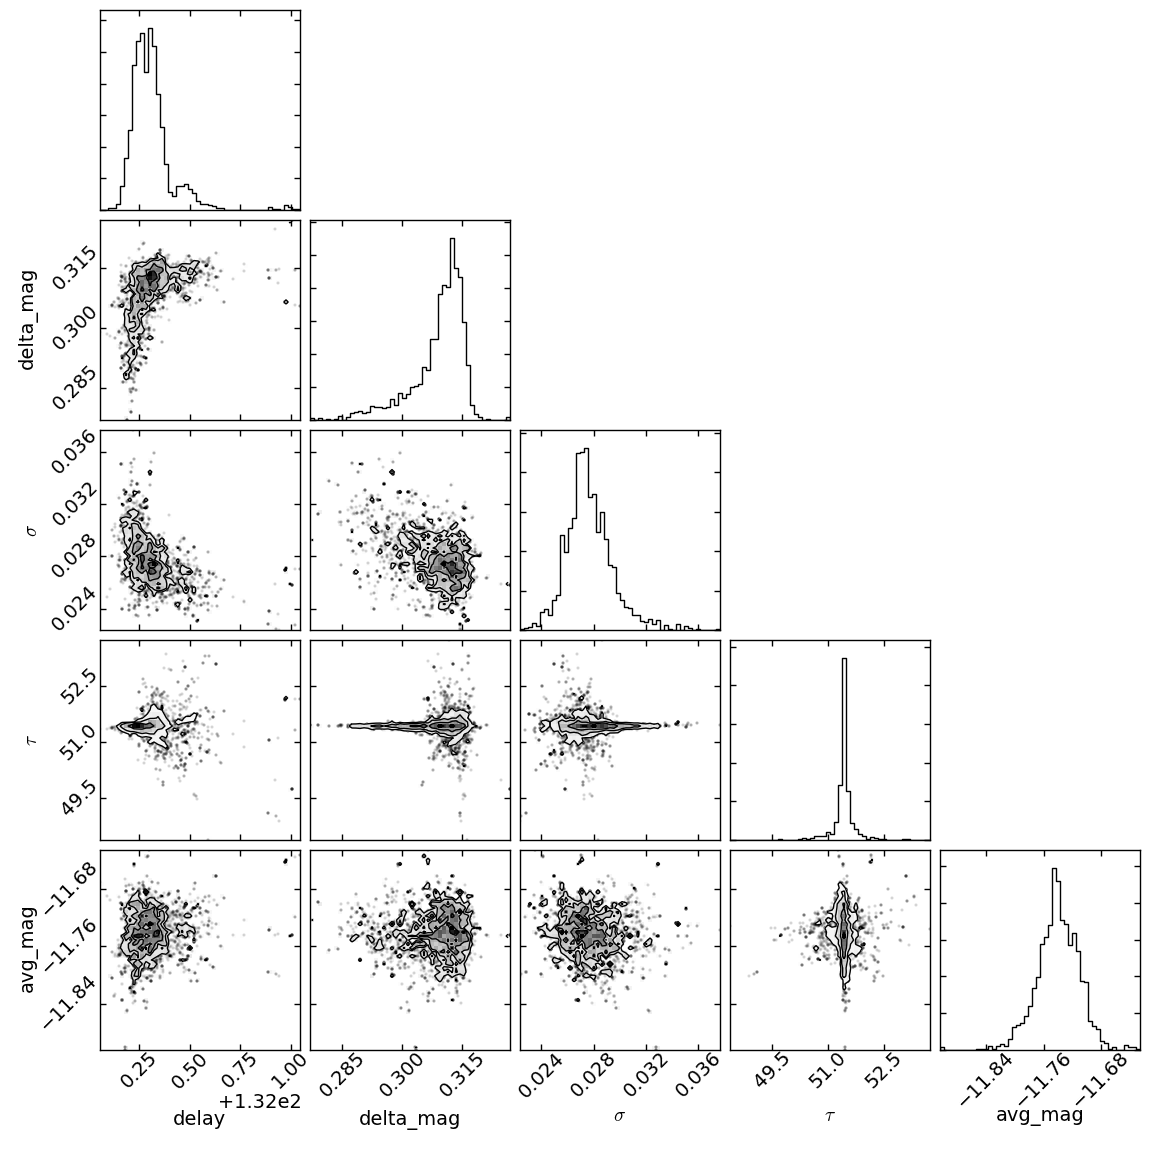 delta_mag
0.315
0.300
0.285
σ
0.036
0.032
0.028
0.024
τ
52.5
51.0
49.5
avg_mag
−11.68
−11.76
−11.84
0.25 0.50 0.75 1.00
+1.32e2
delay
0.285 0.300 0.315
delta_mag
0.024 0.028 0.032 0.036
σ
49.5 51.0 52.5
τ
−11.84 −11.76 −11.68
avg_mag